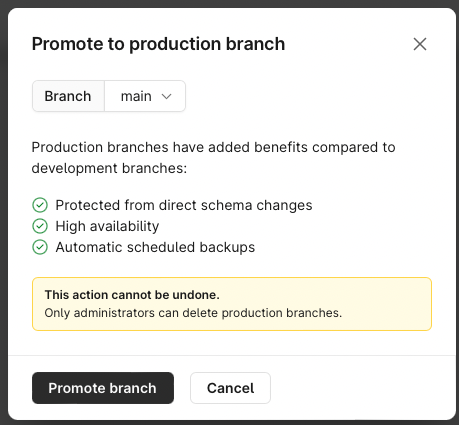 Promote to production branch
Branch main
Production branches have added benefits compared to
development branches:
Protected from direct schema changes
High availability
Automatic scheduled backups
This action cannot be undone.
Only administrators can delete production branches.
Promote branch Cancel